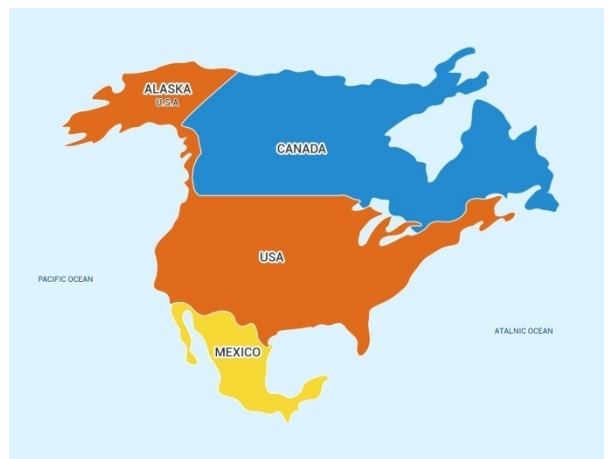 ALASKA
U.S.A
CANADA
USA
PACIFIC OCEAN
ATALNIC OCEAN
MEXICO